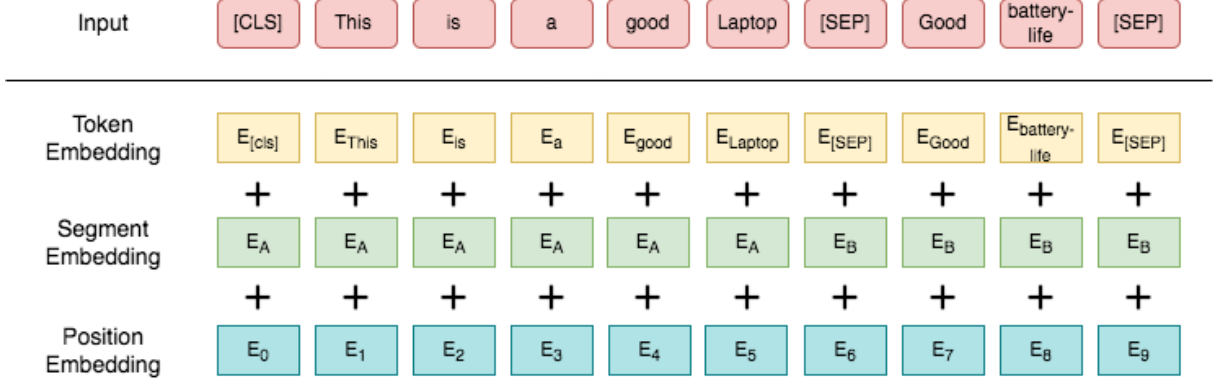 Input [CLS] This is a good Laptop [SEP] Good battery-
life [SEP]
Token
Embedding E[cls] EThis Eis Ea Egood ELaptop E[SEP] EGood Ebattery-
life E[SEP]
+ + + + + + + + + +
Segment
Embedding EA EA EA EA EA EA EB EB EB EB
+ + + + + + + + + +
Position
Embedding E0 E1 E2 E3 E4 E5 E6 E7 E8 E9